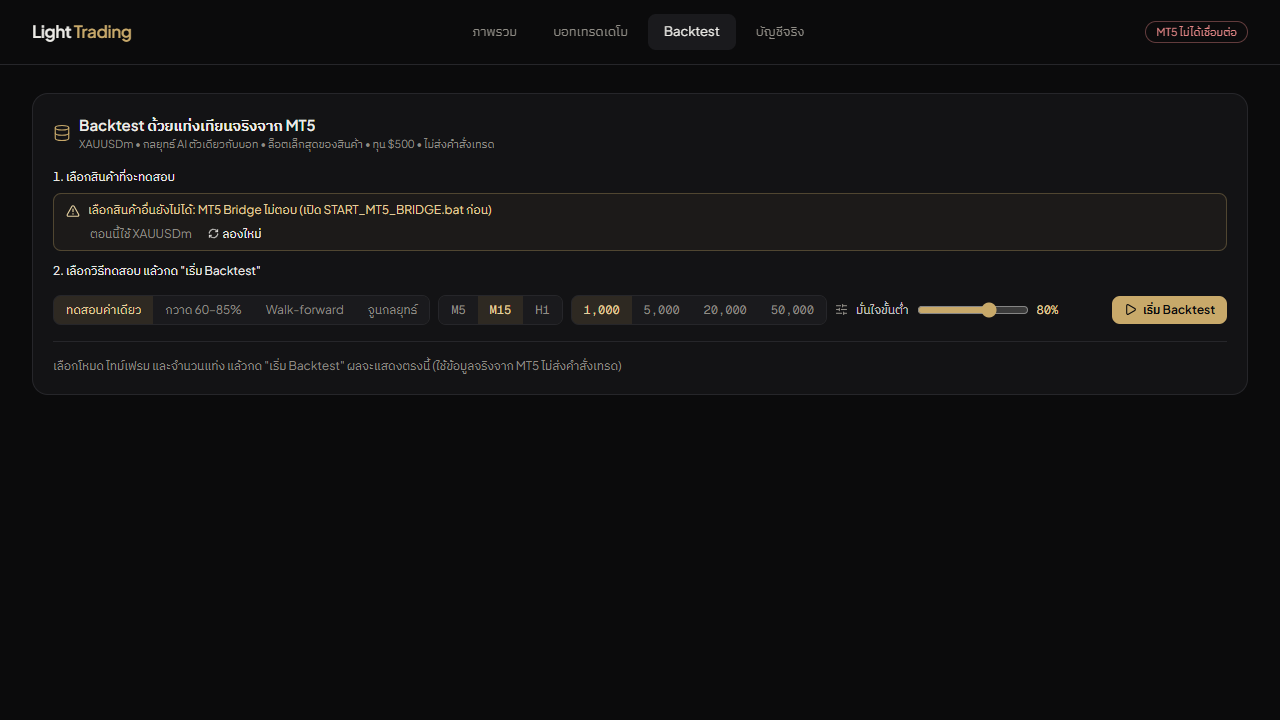 Light Trading
ภาพรวม
บอทเทรดเดโม
Backtest
บัญชีจริง
MT5 ไม่ได้เชื่อมต่อ
Backtest ด้วยแท่งเทียนจริงจาก MT5
XAUUSDm • กลยุทธ์ AI ตัวเดียวกับบอท • ล็อตเล็กสุดของสินค้า • ทุน $500 • ไม่ส่งคำสั่งเทรด
1. เลือกสินค้าที่จะทดสอบ
เลือกสินค้าอื่นยังไม่ได้: MT5 Bridge ไม่ตอบ (เปิด START_MT5_BRIDGE.bat ก่อน)
ตอนนี้ใช้ XAUUSDm ลองใหม่
2. เลือกวิธีทดสอบ แล้วกด "เริ่ม Backtest"
ทดสอบค่าเดียว กวาด 60–85% Walk-forward จูนกลยุทธ์ M5 M15 H1 1,000 5,000 20,000 50,000 มั่นใจขั้นต่ำ 80% เริ่ม Backtest
เลือกโหมด ไทม์เฟรม และจำนวนแท่ง แล้วกด "เริ่ม Backtest" ผลจะแสดงตรงนี้ (ใช้ข้อมูลจริงจาก MT5 ไม่ส่งคำสั่งเทรด)